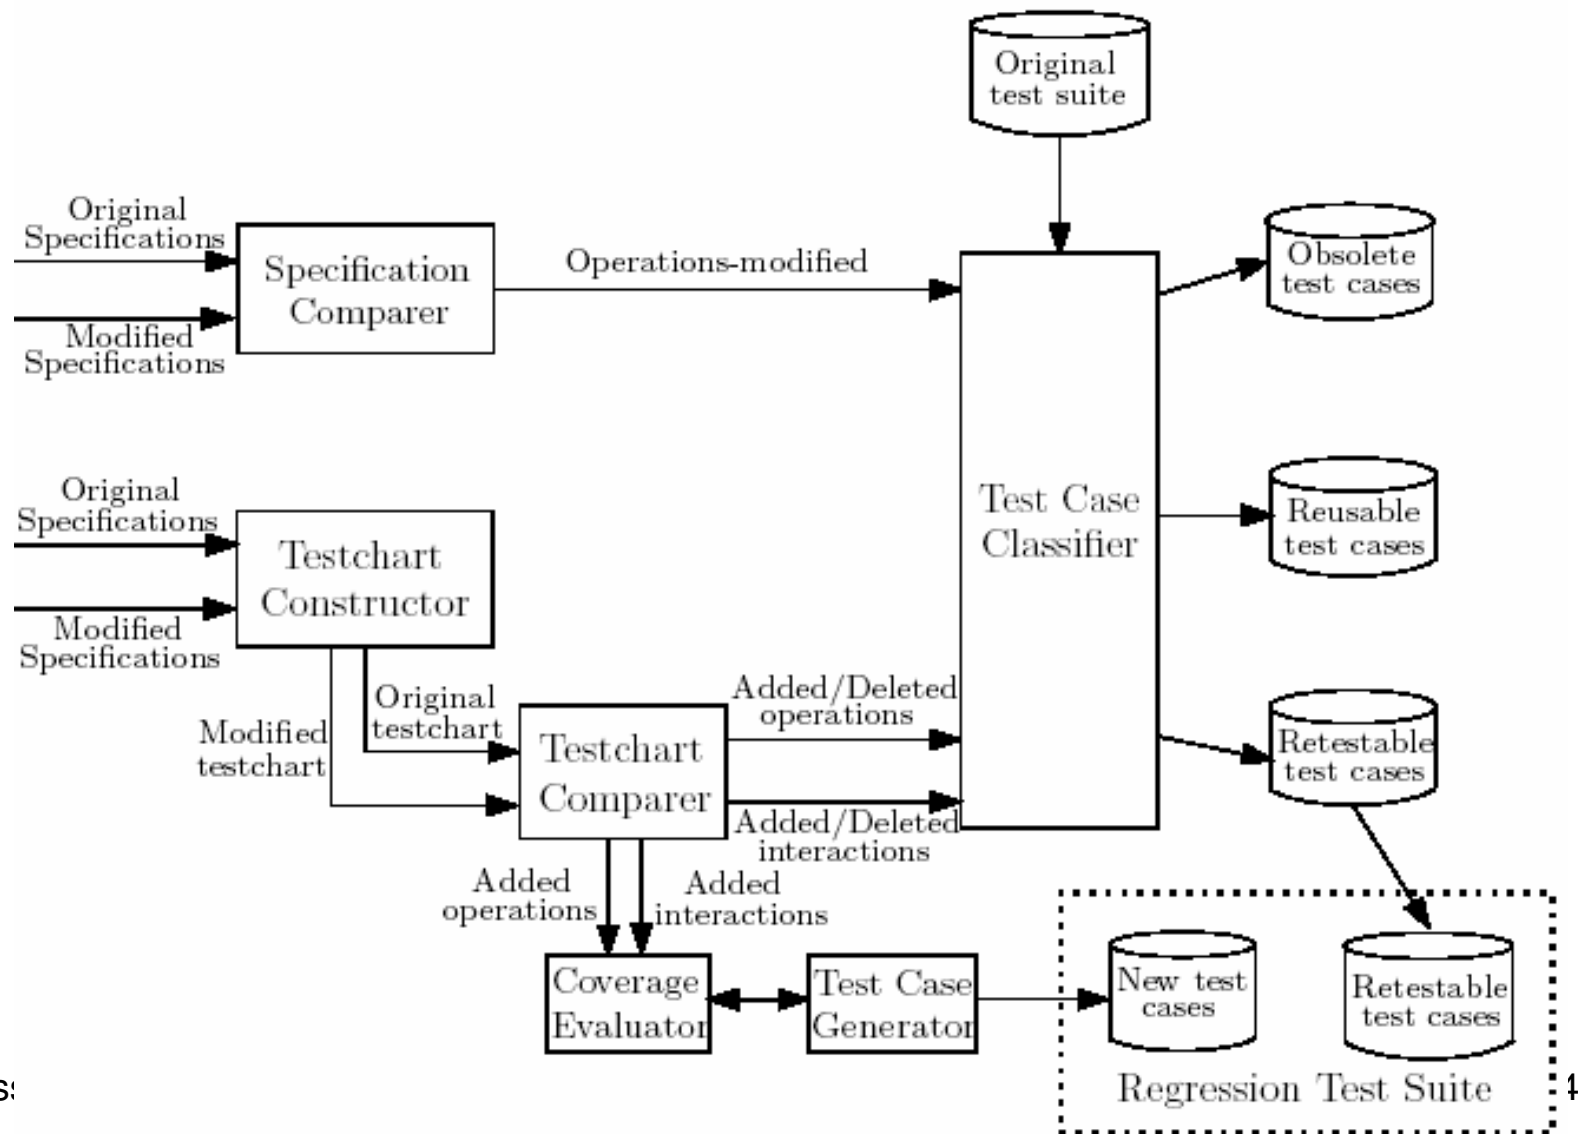 Original
test suite
Original
Specifications
Modified
Specifications
Specification
Comparer
Operations-modified
Obsolete
test cases
Original
Specifications
Modified
Specifications
Testchart
Constructor
Test Case
Classifier
Reusable
test cases
Original
testchart
Modified
testchart
Testchart
Comparer
Added/Deleted
operations
Added/Deleted
interactions
Retestable
test cases
Added
operations
Added
interactions
Coverage
Evaluator
Test Case
Generator
New test
cases
Retestable
test cases
Regression Test Suite